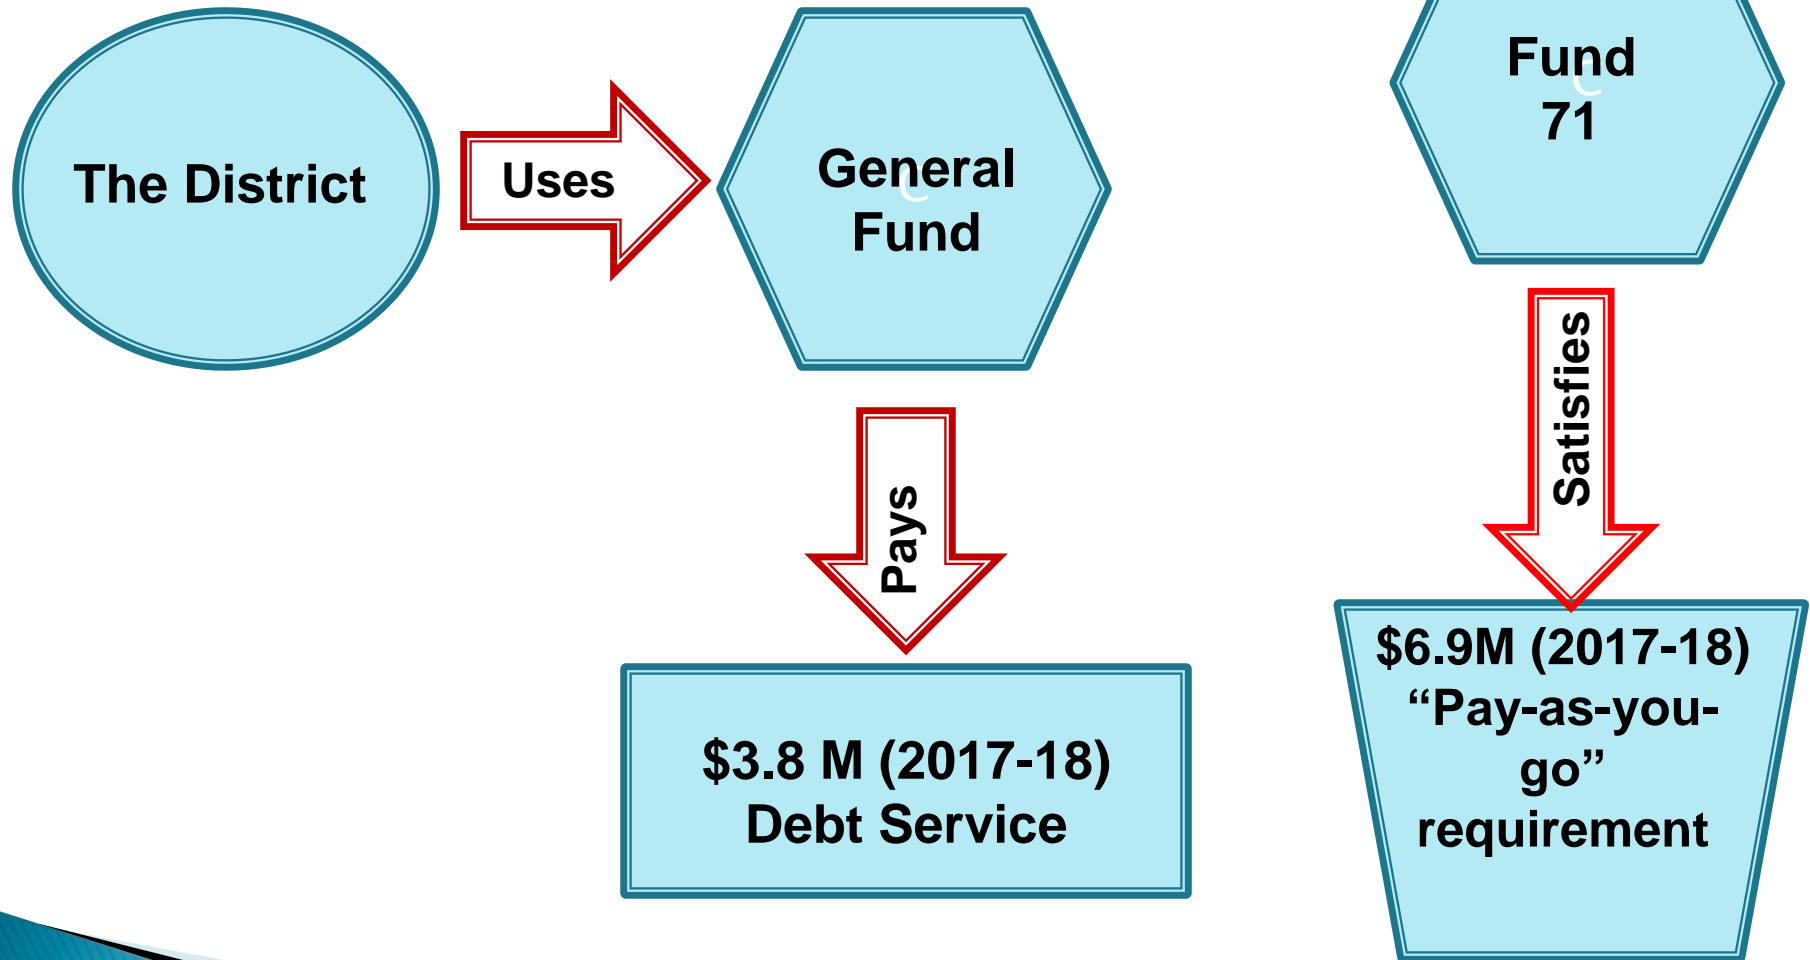 The District
Uses
General
Fund
Pays
$3.8 M (2017-18)
Debt Service
Fund
71
Satisfies
$6.9M (2017-18)
“Pay-as-you-
go”
requirement